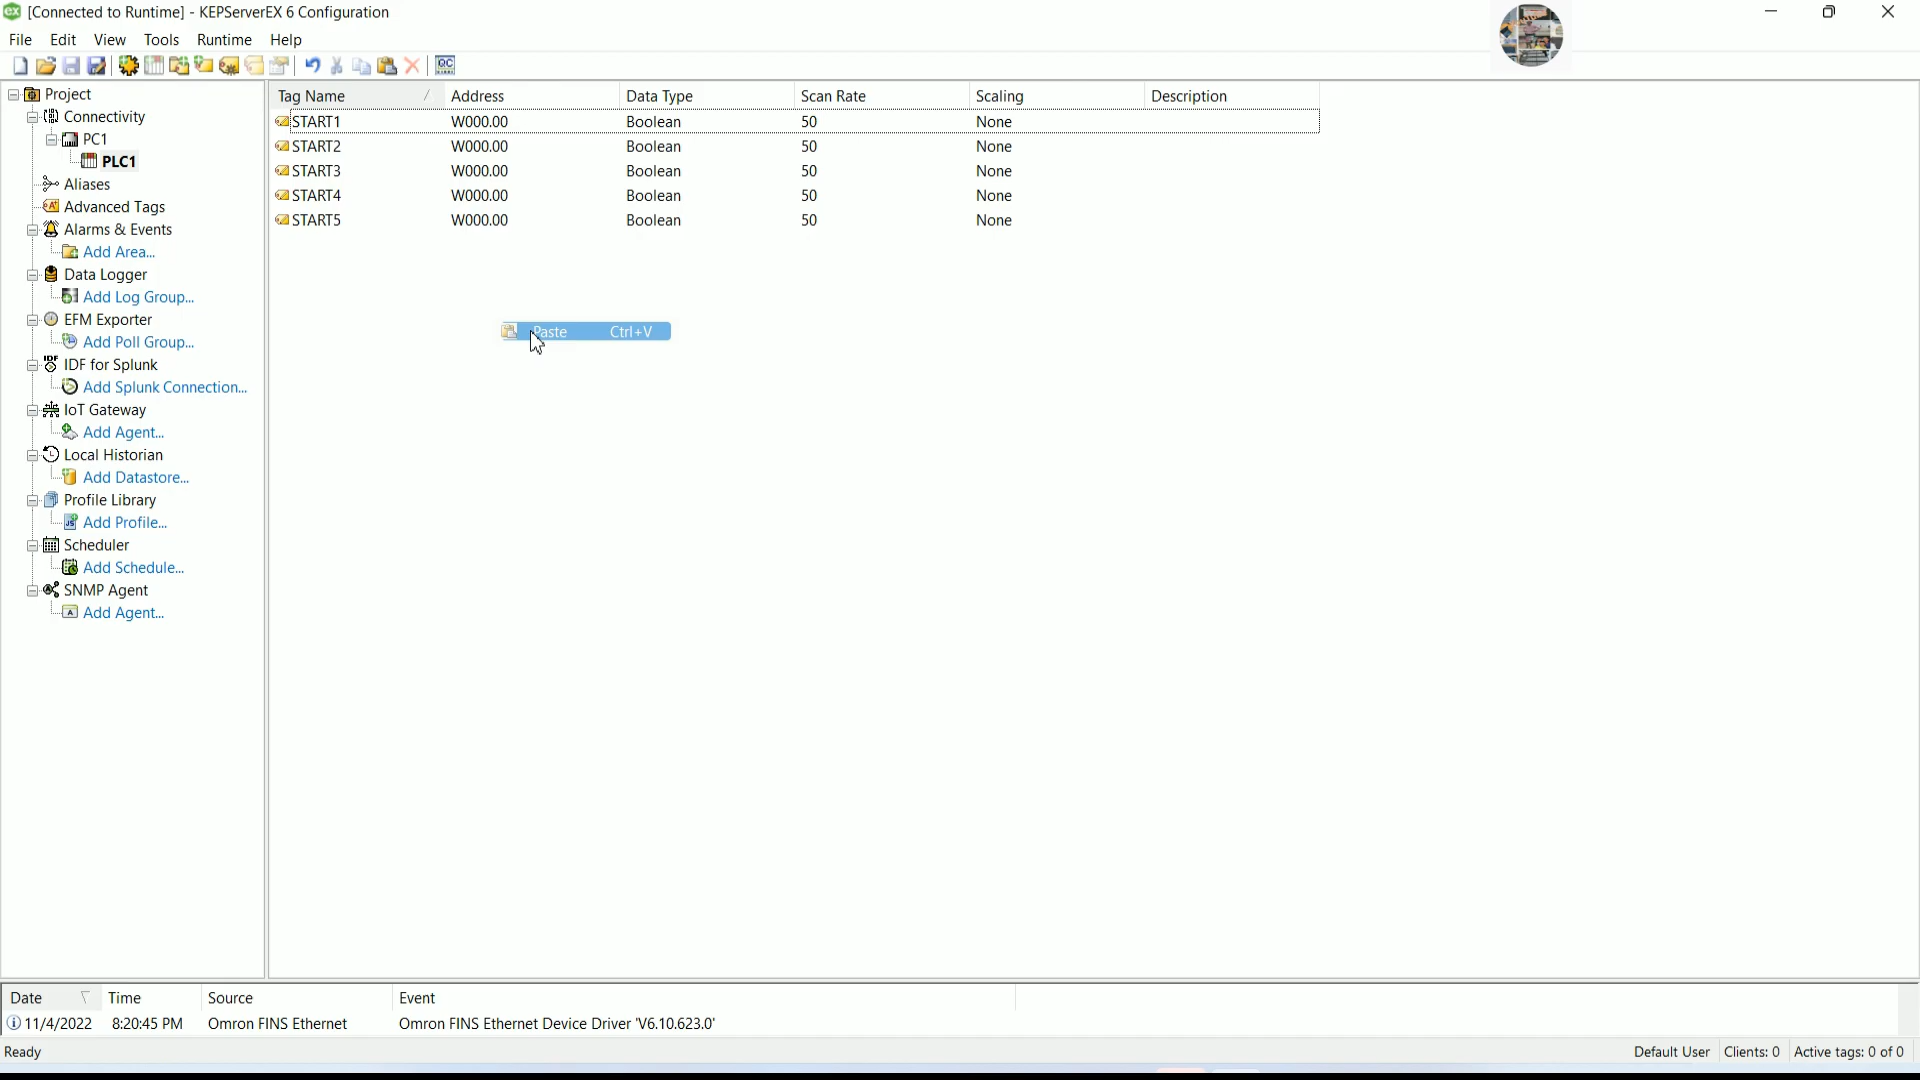 [Connected to Runtime] - KEPServerEX 6 Configuration
File Edit View Tools Runtime Help
Project
Connectivity
PC1
PLC1
Aliases
Advanced Tags
Alarms & Events
Add Area...
Data Logger
Add Log Group...
EFM Exporter
Add Poll Group...
IDF for Splunk
Add Splunk Connection...
IoT Gateway
Add Agent...
Local Historian
Add Datastore...
Profile Library
Add Profile...
Scheduler
Add Schedule...
SNMP Agent
Add Agent...
Tag Name Address Data Type Scan Rate Scaling Description
START1 W000.00 Boolean 50 None
START2 W000.00 Boolean 50 None
START3 W000.00 Boolean 50 None
START4 W000.00 Boolean 50 None
START5 W000.00 Boolean 50 None
Paste Ctrl+V
Date Time Source Event
11/4/2022 8:20:45 PM Omron FINS Ethernet Omron FINS Ethernet Device Driver 'V6.10.623.0'
Ready Default User Clients: 0 Active tags: 0 of 0